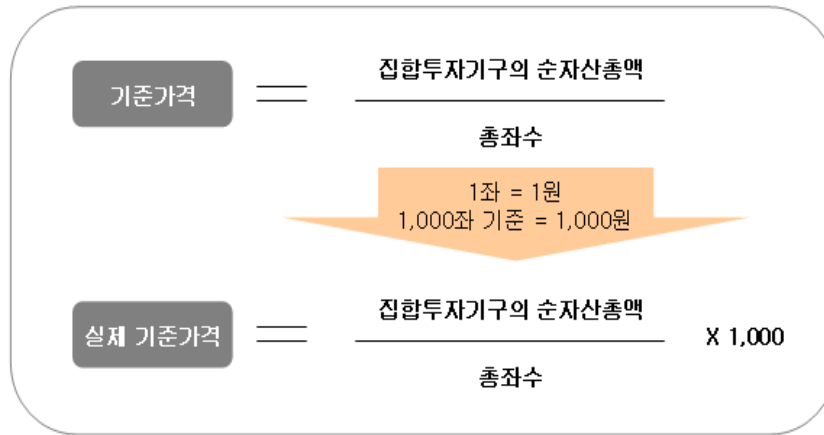 집합투자기구의 순자산총액
기준가격
총좌수
1좌 = 1원
1,000좌 기준 = 1,000원
집합투자기구의 순자산총액
실제 기준가격
X 1,000
총좌수